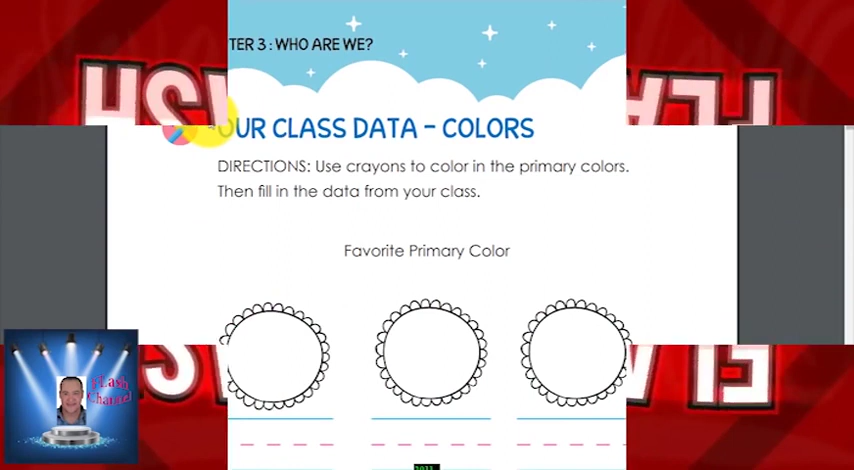 TER 3 : WHO ARE WE?
OUR CLASS DATA – COLORS
DIRECTIONS: Use crayons to color in the primary colors.
Then fill in the data from your class.
Favorite Primary Color
Flash
Channel
2023